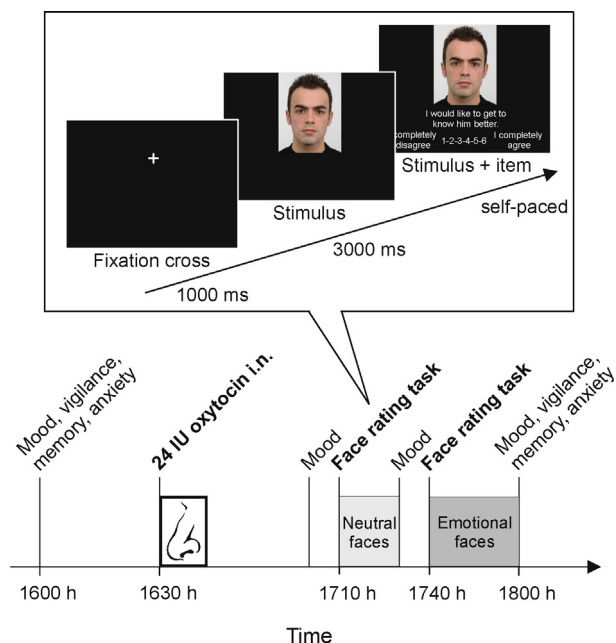 +
I would like to get to
know him better.
completely
disagree
1-2-3-4-5-6
I completely
agree
Stimulus + item
Stimulus
Fixation cross
self-paced
3000 ms
1000 ms
Mood, vigilance,
memory, anxiety
24 IU oxytocin i.n.
Mood
Face rating task
Mood
Face rating task
Mood, vigilance,
memory, anxiety
Neutral
faces
Emotional
faces
1600 h
1630 h
1710 h
1740 h
1800 h
Time